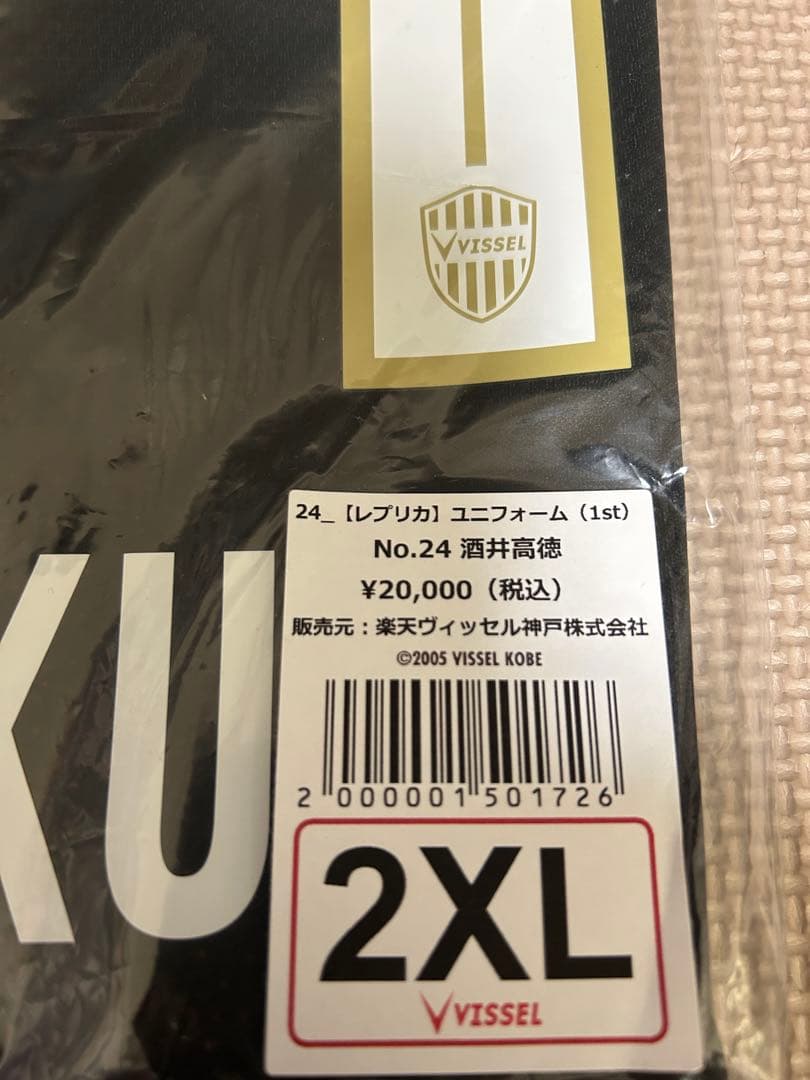 VISSEL
KU
24_【レプリカ】ユニフォーム（1st）
No.24 酒井高徳
¥20,000（税込）
販売元：楽天ヴィッセル神戸株式会社
©2005 VISSEL KOBE
2 000001 501726
2XL
VISSEL